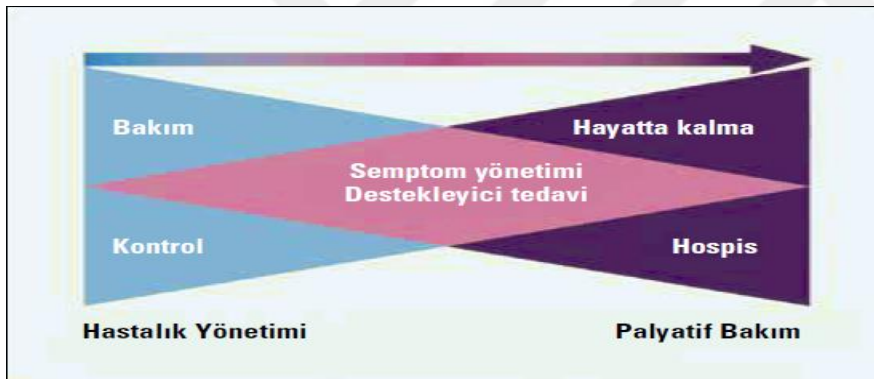 Bakım
Hayatta kalma
Semptom yönetimi
Destekleyici tedavi
Kontrol
Hospis
Hastalık Yönetimi
Palyatif Bakım